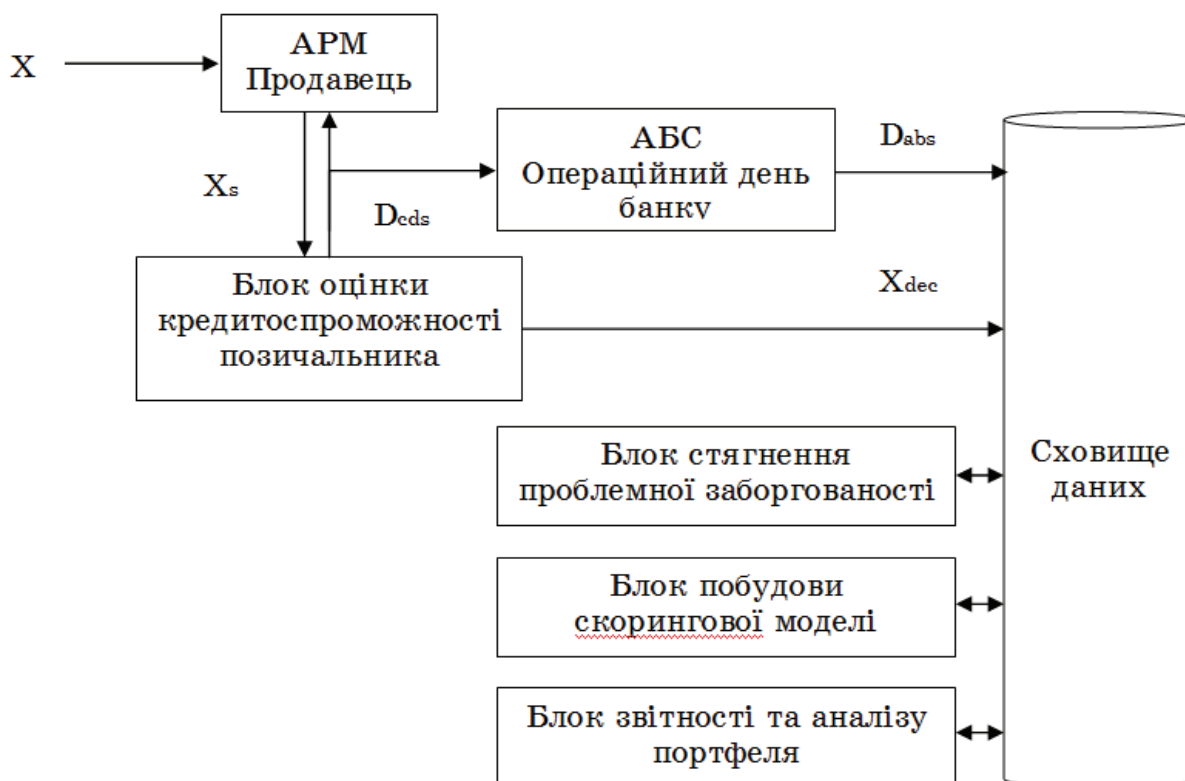 X
АРМ
Продавець
АБС
Операційний день
банку
Dabs
Xs
Dcds
Блок оцінки
кредитоспроможності
позичальника
Xdec
Блок стягнення
проблемної заборгованості
Сховище
даних
Блок побудови
скорингової моделі
Блок звітності та аналізу
портфеля